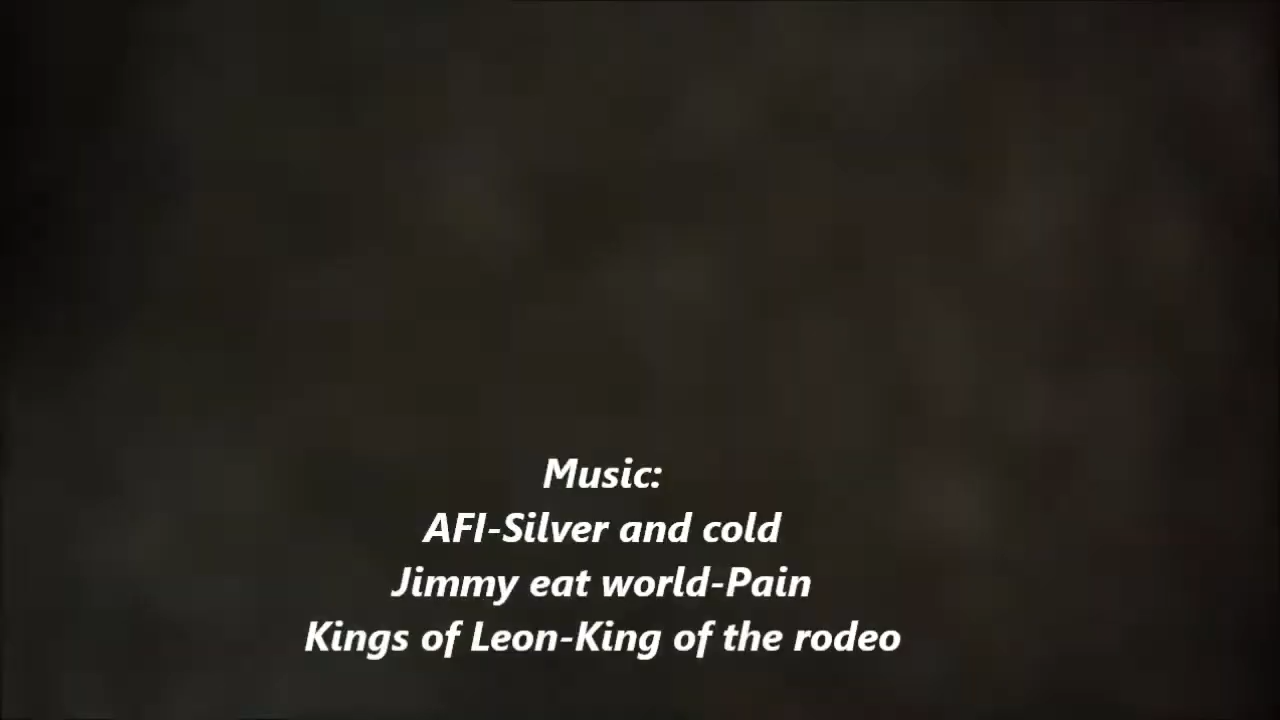 Music:
AFI-Silver and cold
Jimmy eat world-Pain
Kings of Leon-King of the rodeo